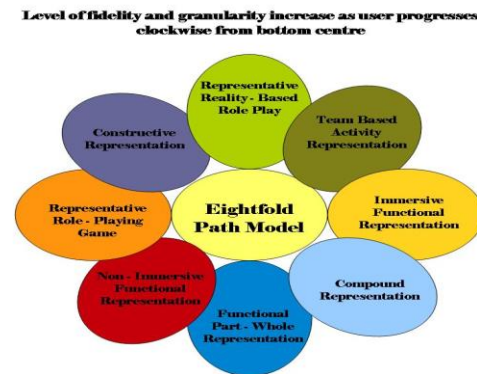 Level of fidelity and granularity increase as user progresses
clockwise from bottom centre
Representative
Reality - Based
Role Play
Team Based
Activity
Representation
Constructive
Representation
Representative
Role - Playing
Game
Eightfold
Path Model
Immersive
Functional
Representation
Non - Immersive
Functional
Representation
Compound
Representation
Functional
Part - Whole
Representation